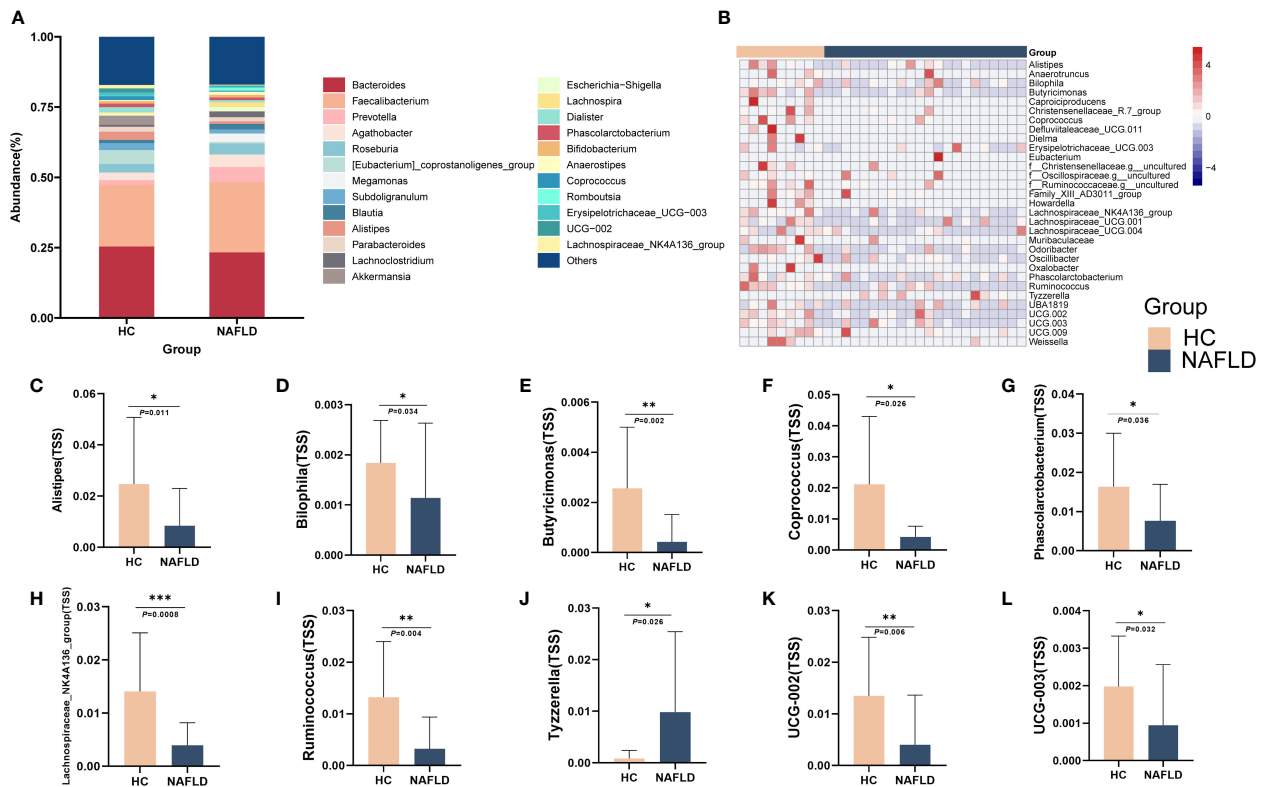 A
1.00
0.75
0.50
0.25
0.00
Abundance(%)
HC
NAFLD
Group
Bacteroides
Faecalibacterium
Prevotella
Agathobacter
[Eubacterium]_coprostanoligenes_group
Megamonas
Subdoligranulum
Blautia
Alistipes
Parabacteroides
Lachnoclostridium
Akkermansia
Escherichia−Shigella
Lachnospira
Dialister
Phascolarctobacterium
Bifidobacterium
Anaerostipes
Coprococcus
Romboutsia
Erysipelotrichaceae_UCG−003
UCG−002
Lachnospiraceae_NK4A136_group
Others
B
Group
Alistipes
Anaerotruncus
Bilophila
Butyricimonas
Caproiciproducens
Christensenellaceae_R.7_group
Coprococcus
Defluviitaleaceae_UCG.011
Dielma
Erysipelotrichaceae_UCG.003
Eubacterium
f__Christensenellaceae.g__uncultured
f__Oscillospiraceae.g__uncultured
f__Ruminococcaceae.g__uncultured
Family_XIII_AD3011_group
Howardella
Lachnospiraceae_NK4A136_group
Lachnospiraceae_UCG.001
Lachnospiraceae_UCG.004
Muribaculaceae
Odoribacter
Oscillibacter
Oxalobacter
Phascolarctobacterium
Ruminococcus
Tyzzerella
UBA1819
UCG.002
UCG.003
UCG.009
Weissella
4
0
−4
Group
HC
NAFLD
C
Alistipes(TSS)
0.06
0.04
0.02
0.00
*
P=0.011
HC
NAFLD
D
Bilophila(TSS)
0.003
0.002
0.001
0.000
*
P=0.034
HC
NAFLD
E
Butyricimonas(TSS)
0.006
0.004
0.002
0.000
**
P=0.002
HC
NAFLD
F
Coprococcus(TSS)
0.05
0.04
0.03
0.02
0.01
0.00
*
P=0.026
HC
NAFLD
G
Phascolarctobacterium(TSS)
0.04
0.03
0.02
0.01
0.00
*
P=0.036
HC
NAFLD
H
Lachnospiraceae_NK4A136_group(TSS)
0.03
0.02
0.01
0.00
***
P=0.0008
HC
NAFLD
I
Ruminococcus(TSS)
0.03
0.02
0.01
0.00
**
P=0.004
HC
NAFLD
J
Tyzzerella(TSS)
0.03
0.02
0.01
0.00
*
P=0.026
HC
NAFLD
K
UCG-002(TSS)
0.03
0.02
0.01
0.00
**
P=0.006
HC
NAFLD
L
UCG-003(TSS)
0.004
0.003
0.002
0.001
0.000
*
P=0.032
HC
NAFLD